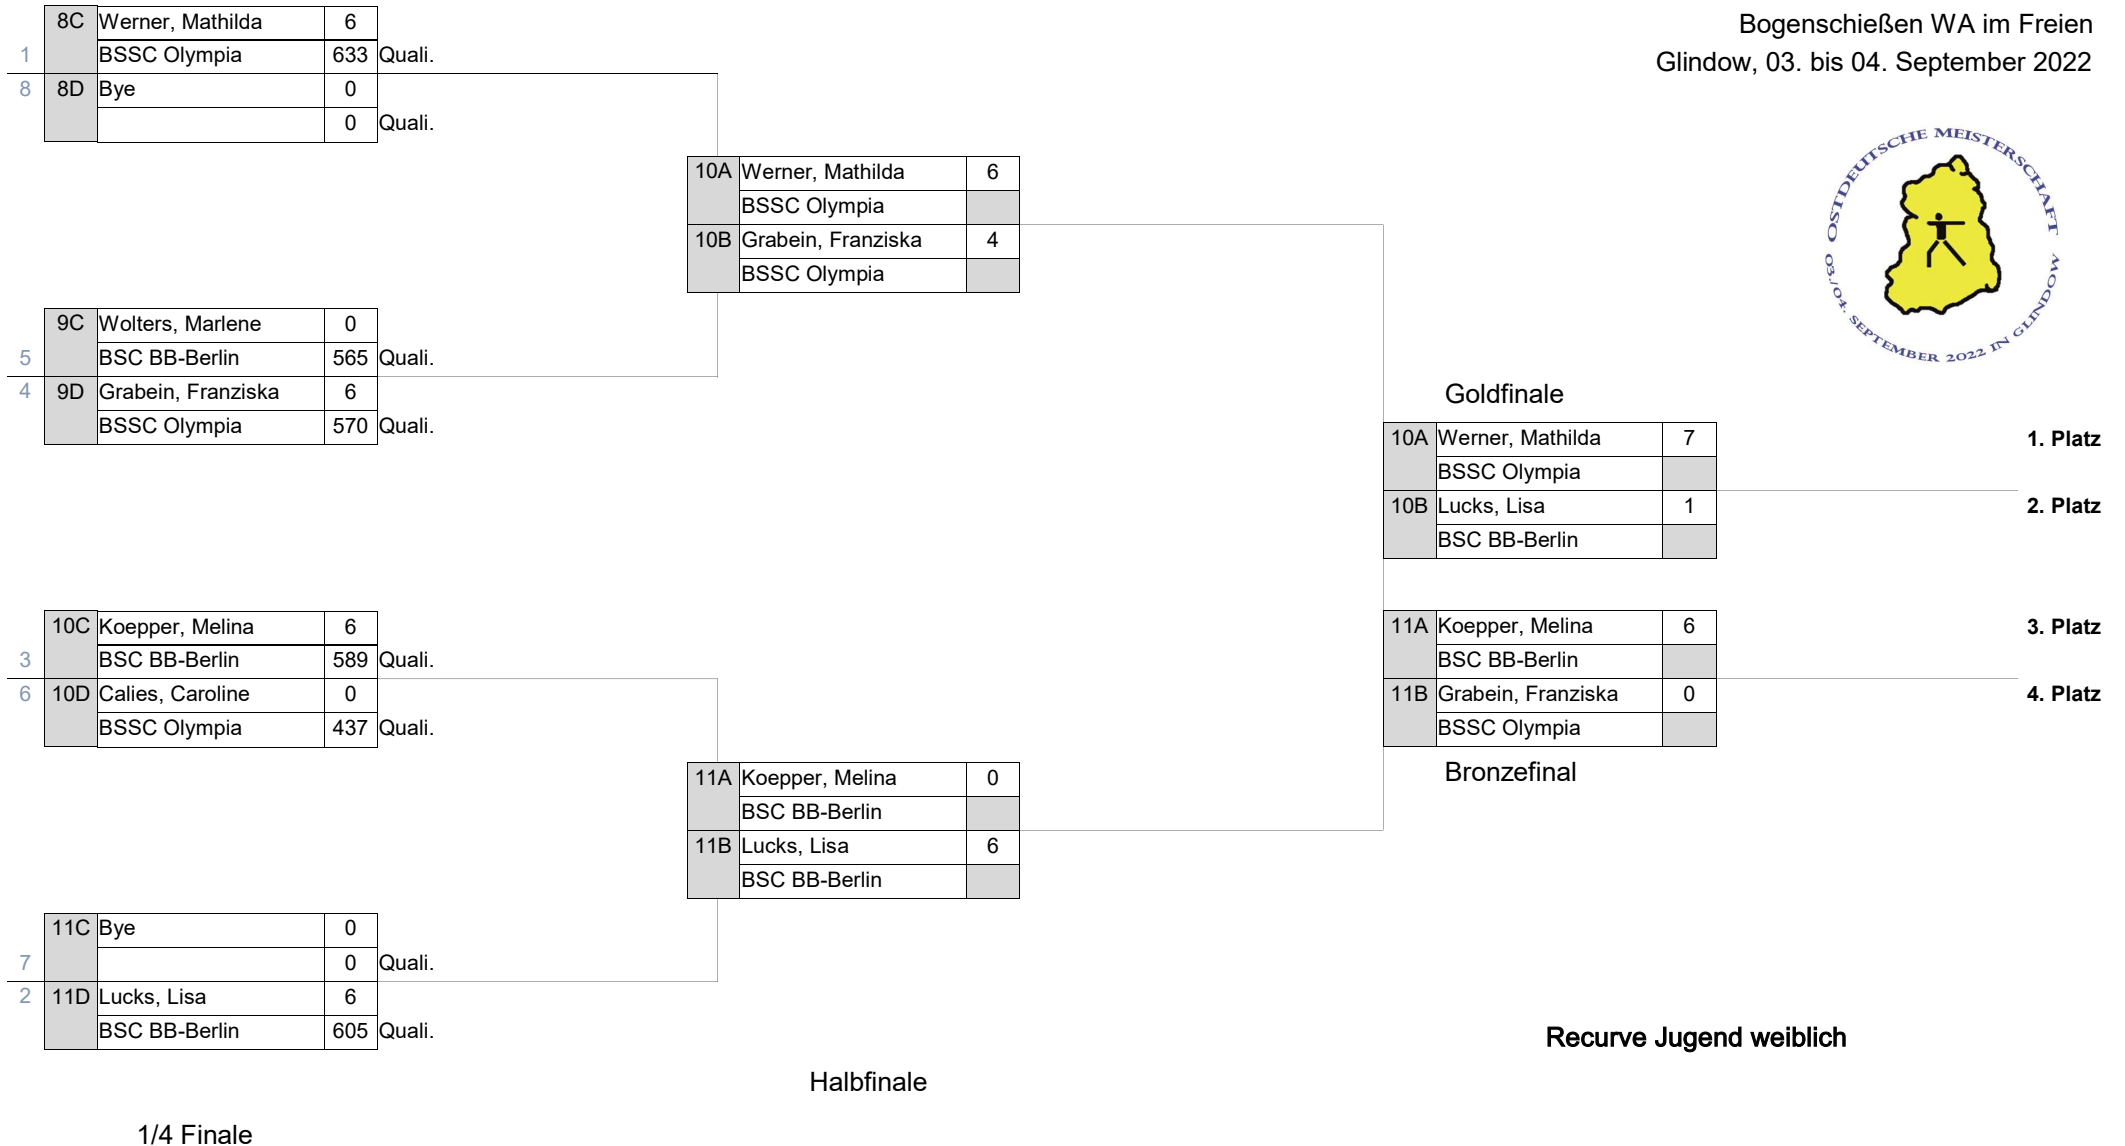 Bogenschießen WA im Freien
Glindow, 03. bis 04. September 2022
OSTDEUTSCHE MEISTERSCHAFT
03./04. SEPTEMBER 2022 IN GLINDOW
8C Werner, Mathilda 6
1 BSSC Olympia 633 Quali.
8 8D Bye 0
0 Quali.
10A Werner, Mathilda 6
BSSC Olympia
10B Grabein, Franziska 4
BSSC Olympia
9C Wolters, Marlene 0
5 BSC BB-Berlin 565 Quali.
4 9D Grabein, Franziska 6
BSSC Olympia 570 Quali.
Goldfinale
10A Werner, Mathilda 7 1. Platz
BSSC Olympia
10B Lucks, Lisa 1 2. Platz
BSC BB-Berlin
10C Koepper, Melina 6
3 BSC BB-Berlin 589 Quali.
6 10D Calies, Caroline 0
BSSC Olympia 437 Quali.
11A Koepper, Melina 6 3. Platz
BSC BB-Berlin
11B Grabein, Franziska 0 4. Platz
BSSC Olympia
Bronzefinal
11A Koepper, Melina 0
BSC BB-Berlin
11B Lucks, Lisa 6
BSC BB-Berlin
11C Bye 0
7 0 Quali.
2 11D Lucks, Lisa 6
BSC BB-Berlin 605 Quali.
Recurve Jugend weiblich
Halbfinale
1/4 Finale